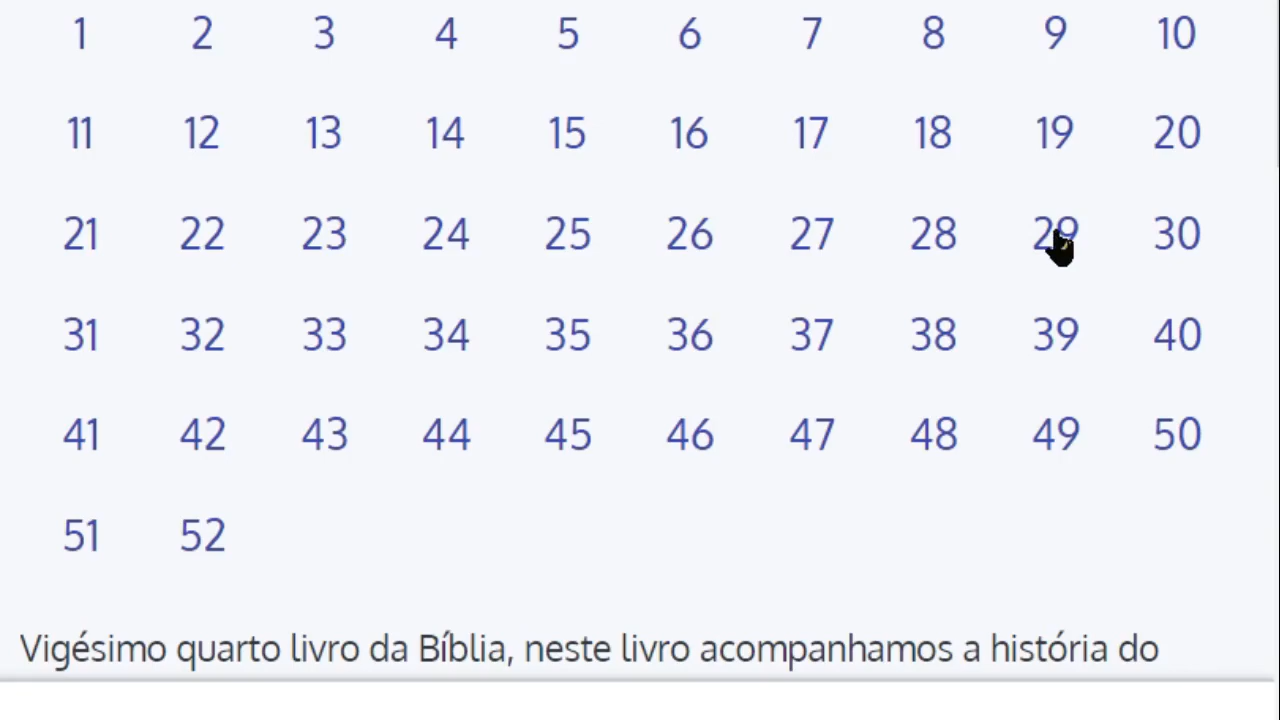 1 2 3 4 5 6 7 8 9 10
11 12 13 14 15 16 17 18 19 20
21 22 23 24 25 26 27 28 29 30
31 32 33 34 35 36 37 38 39 40
41 42 43 44 45 46 47 48 49 50
51 52
Vigésimo quarto livro da Bíblia, neste livro acompanhamos a história do